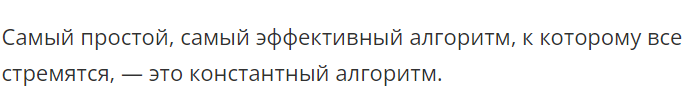 Самый простой, самый эффективный алгоритм, к которому все
стремятся, — это константный алгоритм.